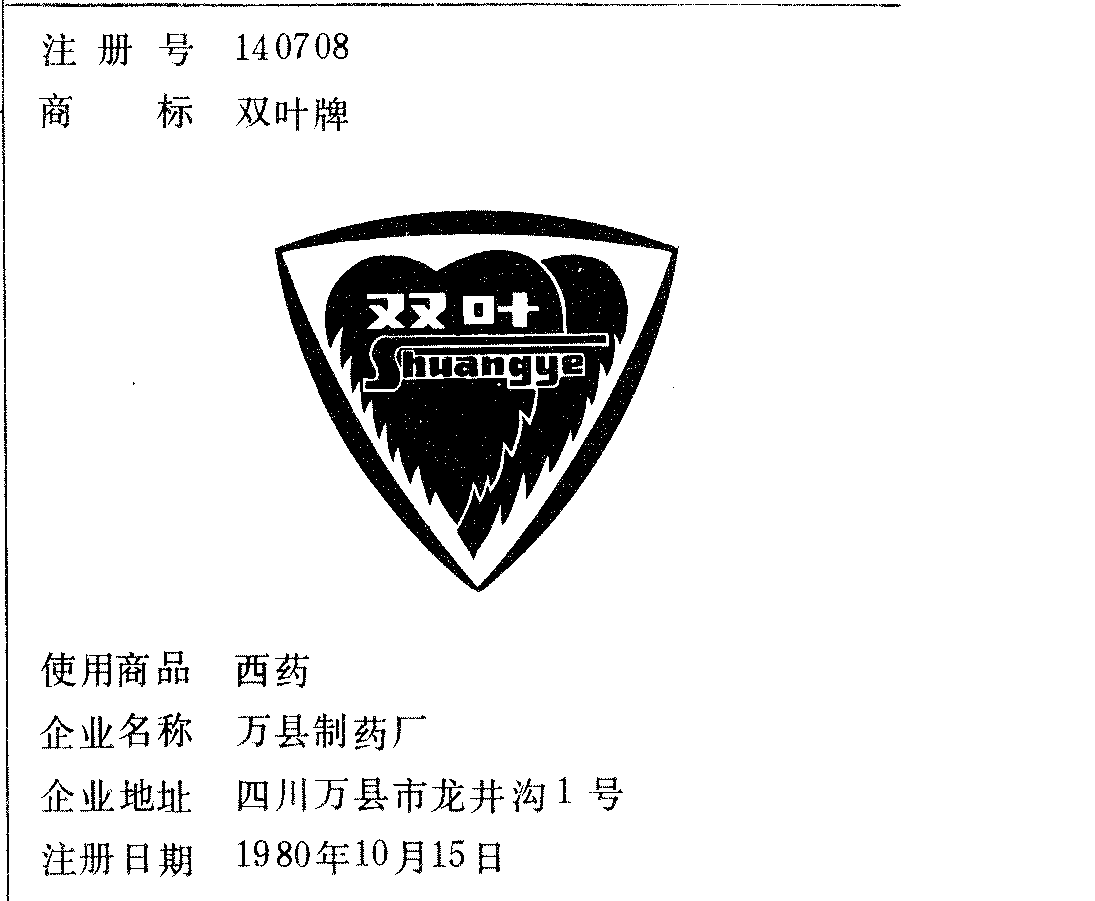 注册号 140708
商标 双叶牌
双叶
Shuangye
使用商品 西药
企业名称 万县制药厂
企业地址 四川万县市龙井沟1号
注册日期 1980年10月15日